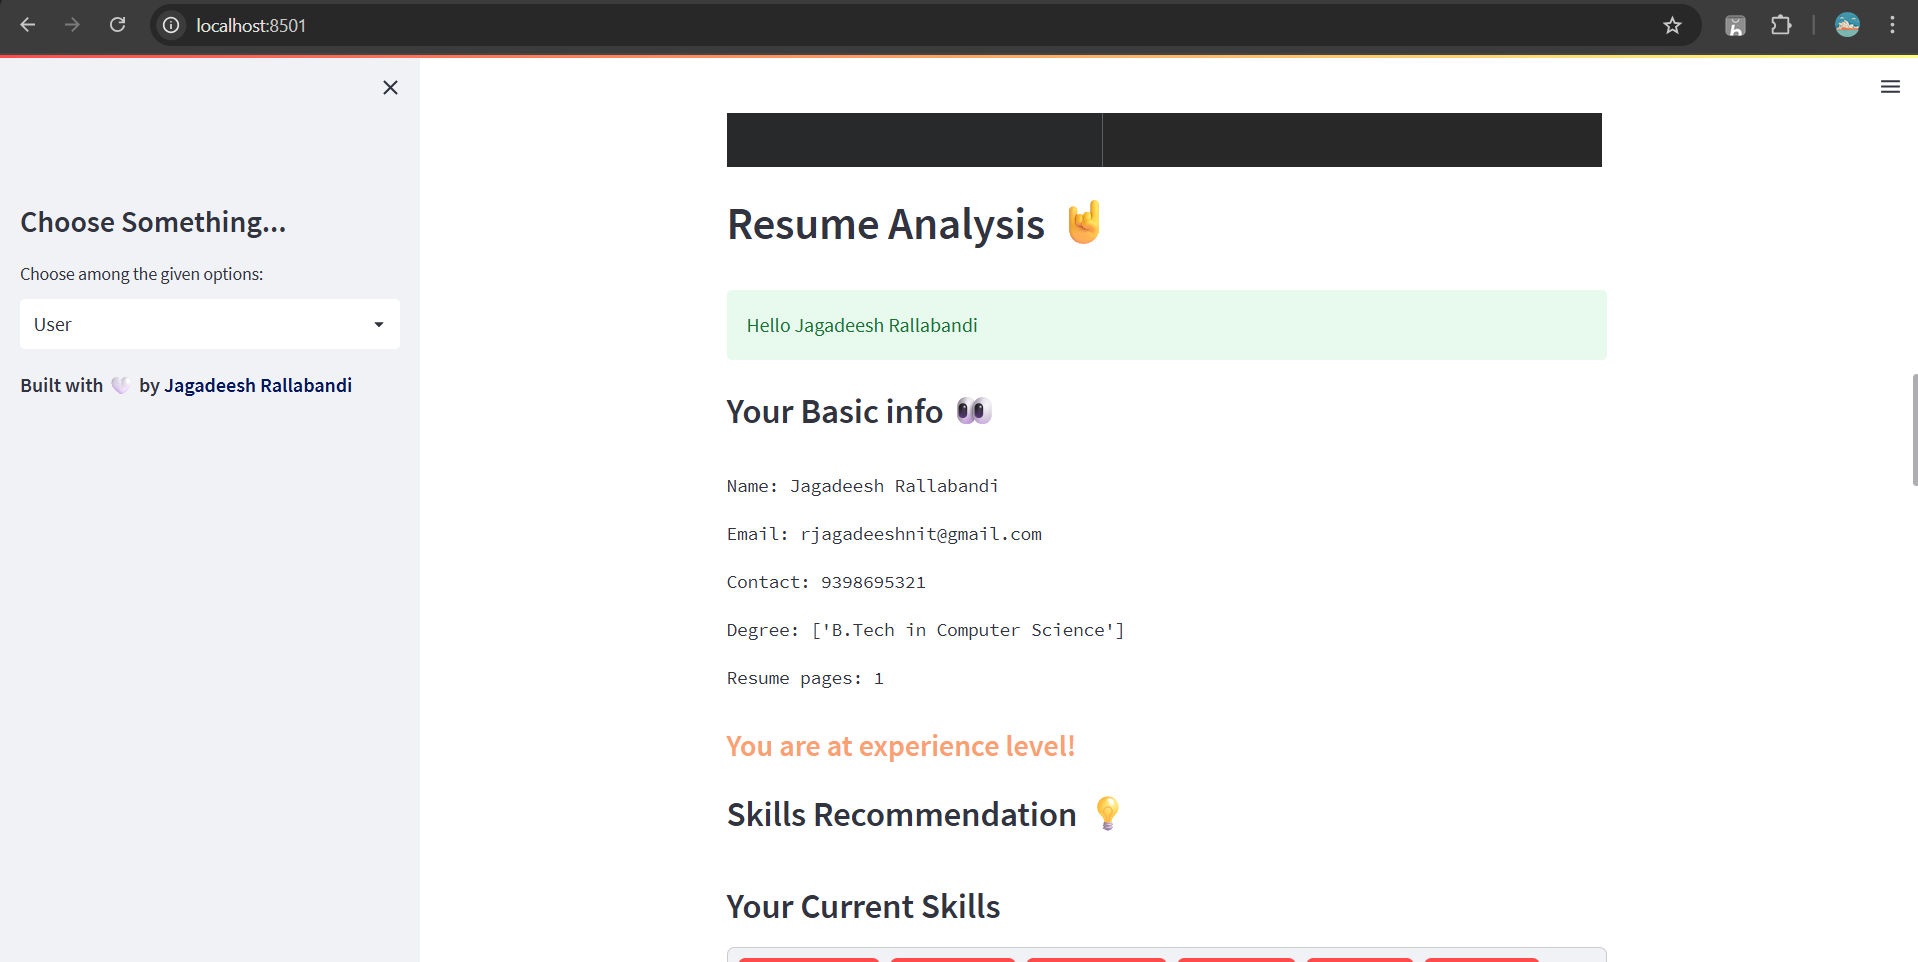 localhost:8501
Choose Something...
Choose among the given options:
User
Built with 🤍 by Jagadeesh Rallabandi
Resume Analysis 🤘
Hello Jagadeesh Rallabandi
Your Basic info 👀
Name: Jagadeesh Rallabandi
Email: rjagadeeshnit@gmail.com
Contact: 9398695321
Degree: ['B.Tech in Computer Science']
Resume pages: 1
You are at experience level!
Skills Recommendation 💡
Your Current Skills